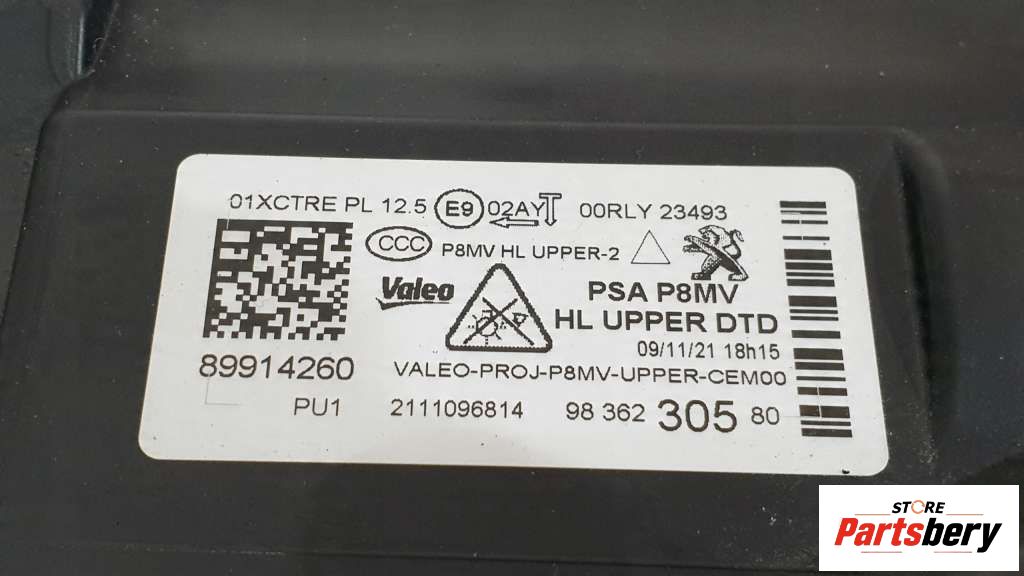 01XCTRE PL 12.5 E9 02AY 00RLY 23493
CCC P8MV HL UPPER-2
Valeo PSA P8MV
HL UPPER DTD
09/11/21 18h15
89914260 VALEO-PROJ-P8MV-UPPER-CEM00
PU1 2111096814 98 362 305 80
STORE
Partsbery